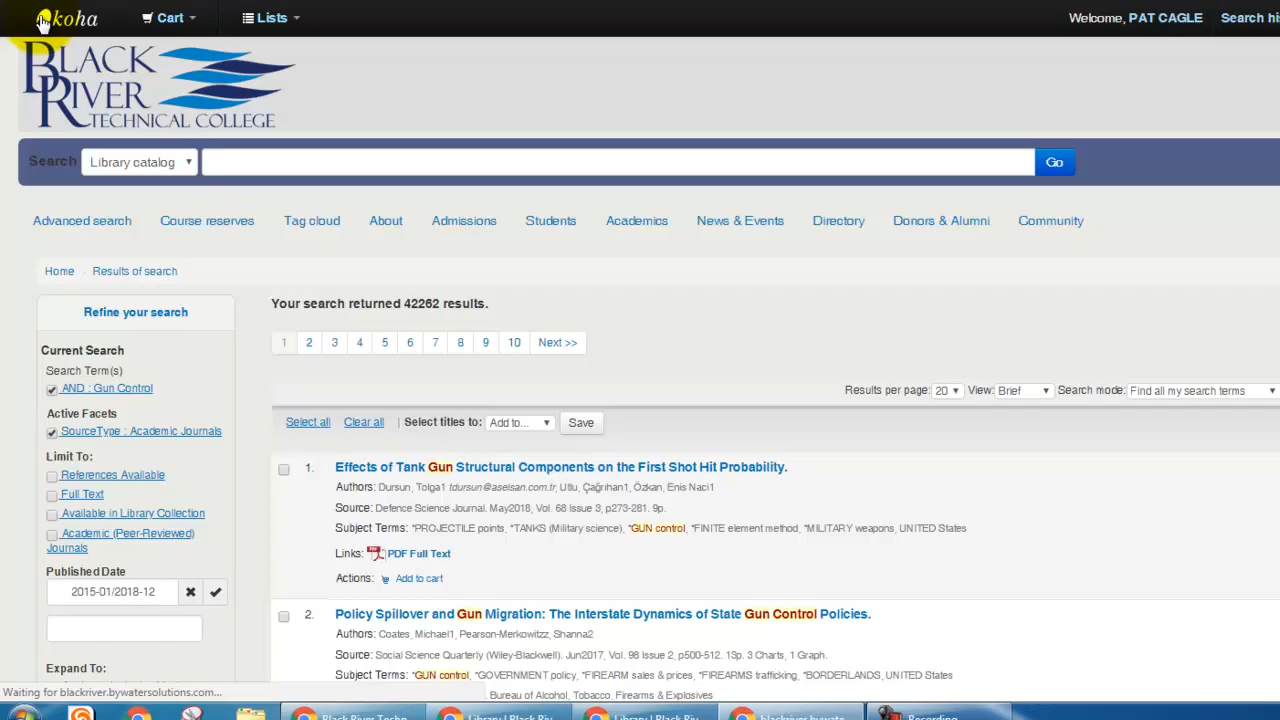 koha Cart Lists Welcome, PAT CAGLE Search hi
BLACK
RIVER
TECHNICAL COLLEGE
Search Library catalog Go
Advanced search Course reserves Tag cloud About Admissions Students Academics News & Events Directory Donors & Alumni Community
Home Results of search
Refine your search
Your search returned 42262 results.
1 2 3 4 5 6 7 8 9 10 Next >>
Current Search
Search Term(s)
AND : Gun Control
Results per page: 20 View: Brief Search mode: Find all my search terms
Active Facets
SourceType : Academic Journals
Select all Clear all | Select titles to: Add to... Save
Limit To:
References Available
Full Text
Available in Library Collection
Academic (Peer-Reviewed)
Journals
Published Date
2015-01/2018-12
Expand To:
1. Effects of Tank Gun Structural Components on the First Shot Hit Probability.
Authors: Dursun, Tolga1 tdursun@aselsan.com.tr, Utlu, Çağrıhan1, Özkan, Enis Naci1
Source: Defence Science Journal. May2018, Vol. 68 Issue 3, p273-281. 9p.
Subject Terms: *PROJECTILE points, *TANKS (Military science), *GUN control, *FINITE element method, *MILITARY weapons, UNITED States
Links: PDF Full Text
Actions: Add to cart
2. Policy Spillover and Gun Migration: The Interstate Dynamics of State Gun Control Policies.
Authors: Coates, Michael1, Pearson-Merkowitz, Shanna2
Source: Social Science Quarterly (Wiley-Blackwell). Jun2017, Vol. 98 Issue 2, p500-512. 13p. 3 Charts, 1 Graph.
Subject Terms: *GUN control, *GOVERNMENT policy, *FIREARM sales & prices, *FIREARMS trafficking, *BORDERLANDS, UNITED States
. Bureau of Alcohol, Tobacco, Firearms & Explosives
Waiting for blackriver.bywatersolutions.com...
Black River Techn Library | Black Riv Library | Black Riv blackriver.bywate Recording...